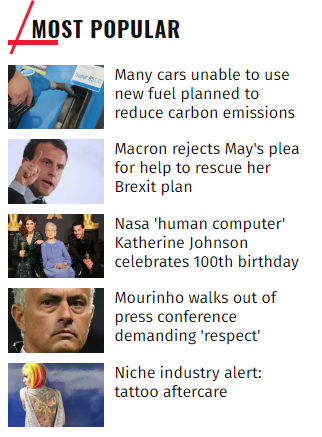 MOST POPULAR
Many cars unable to use
new fuel planned to
reduce carbon emissions
Macron rejects May's plea
for help to rescue her
Brexit plan
Nasa 'human computer'
Katherine Johnson
celebrates 100th birthday
Mourinho walks out of
press conference
demanding 'respect'
Niche industry alert:
tattoo aftercare